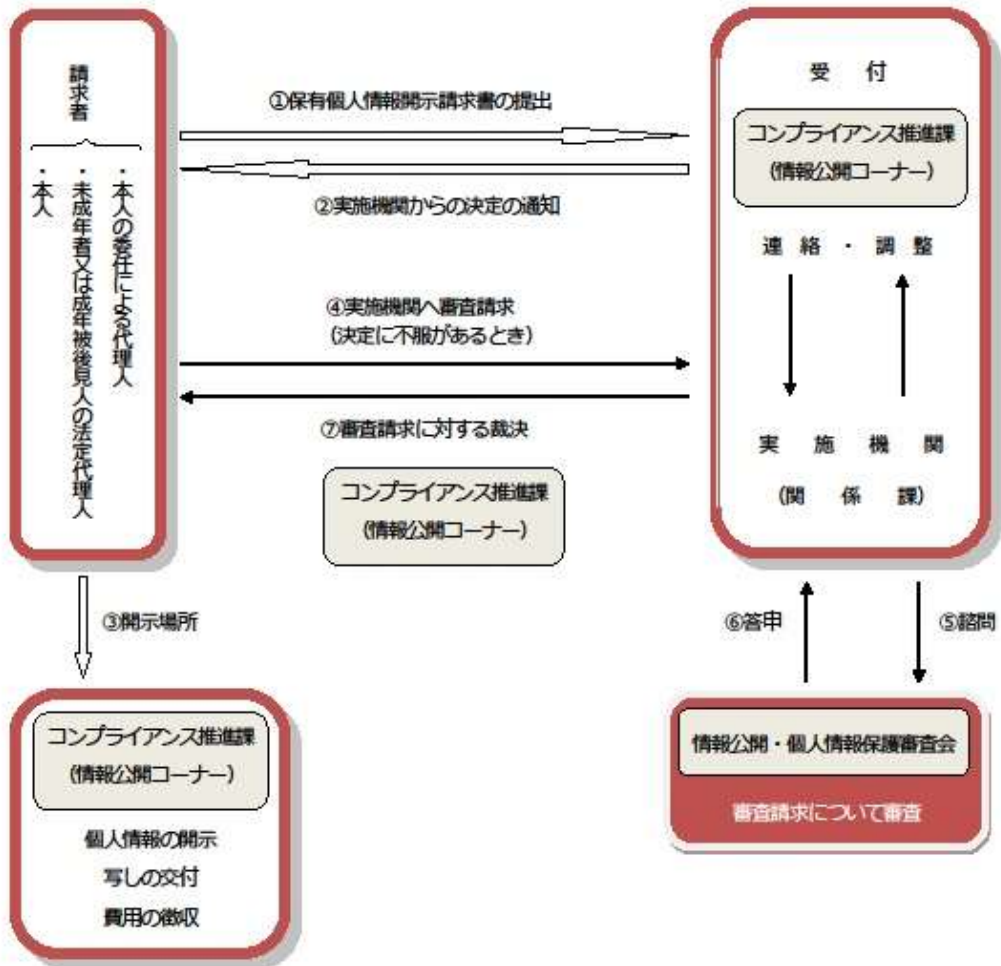 請求者
・本人の委任による代理人
・未成年者又は成年被後見人の法定代理人
・本人
①保有個人情報開示請求書の提出
②実施機関からの決定の通知
④実施機関へ審査請求
(決定に不服があるとき)
⑦審査請求に対する裁決
コンプライアンス推進課
(情報公開コーナー)
受付
コンプライアンス推進課
(情報公開コーナー)
連絡・調整
実施機関
(関係課)
③開示場所
⑥答申
⑤諮問
コンプライアンス推進課
(情報公開コーナー)
個人情報の開示
写しの交付
費用の徴収
情報公開・個人情報保護審査会
審査請求について審査